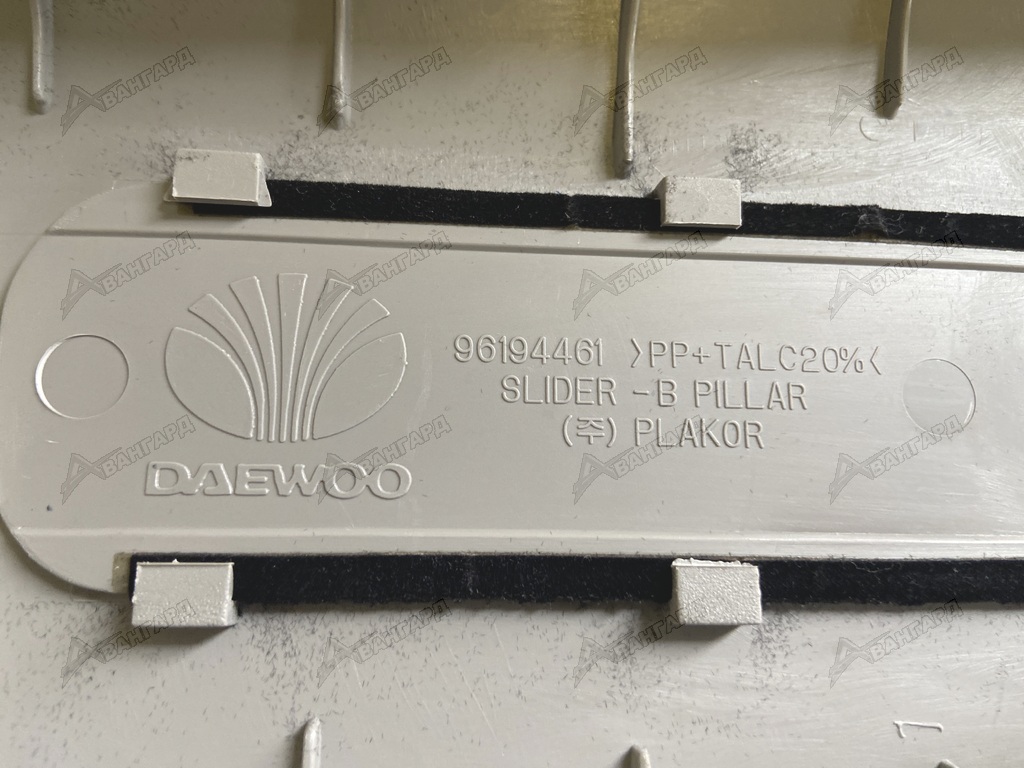 96194461 >PP+TALC20%<
SLIDER -B PILLAR
(주) PLAKOR
DAEWOO
АВАНГАРД